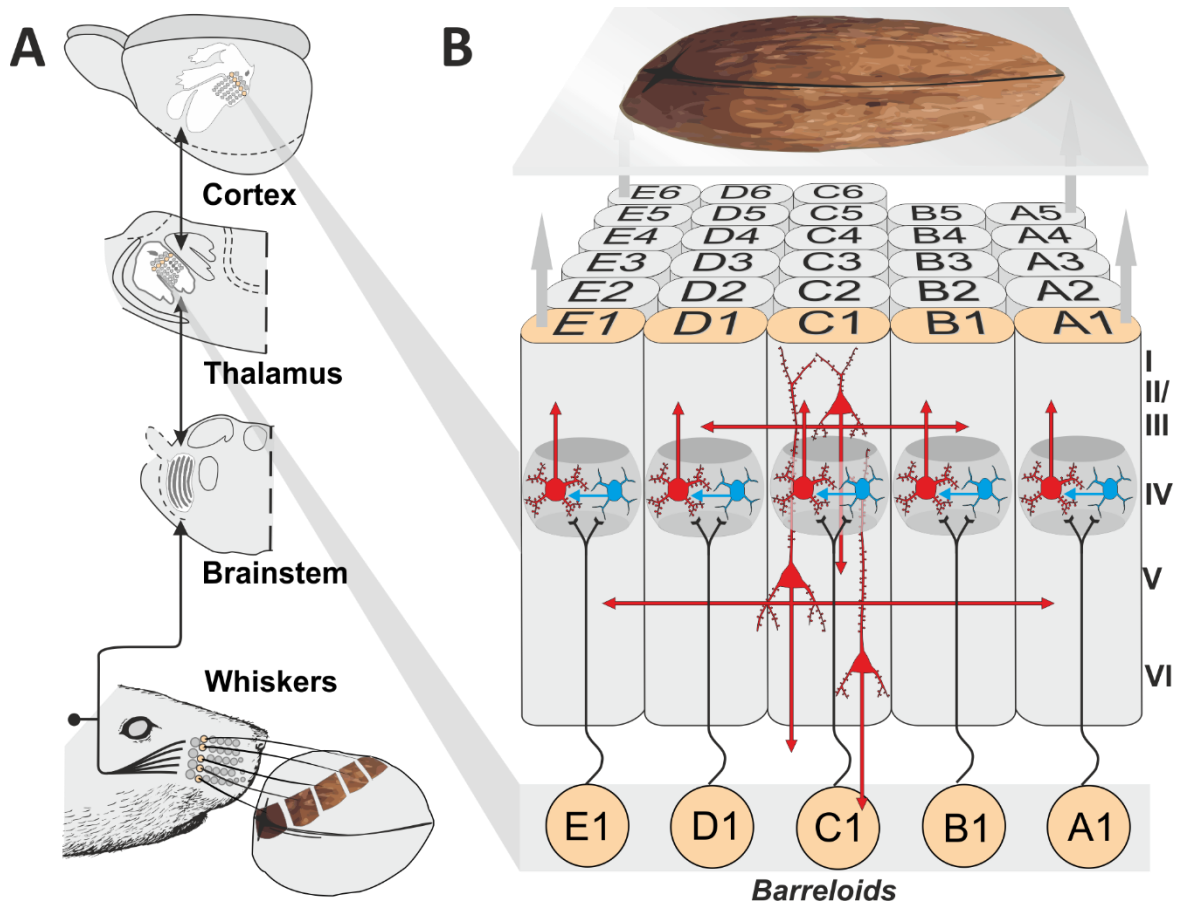 A
Cortex
Thalamus
Brainstem
Whiskers
B
E6 D6 C6
E5 D5 C5 B5 A5
E4 D4 C4 B4 A4
E3 D3 C3 B3 A3
E2 D2 C2 B2 A2
E1 D1 C1 B1 A1
I
II/
III
IV
V
VI
E1 D1 C1 B1 A1
Barreloids